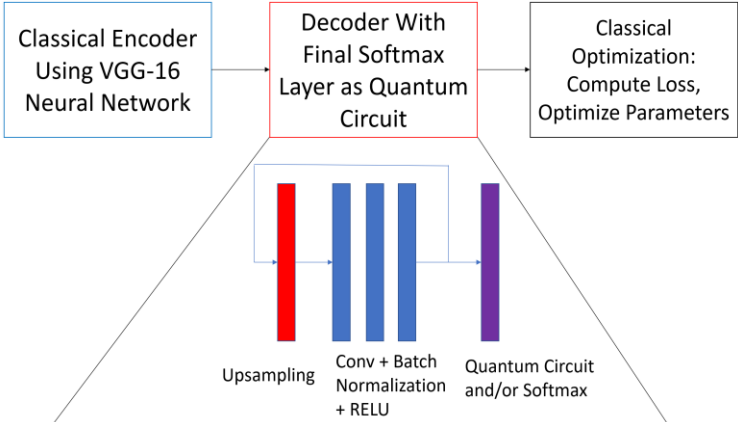 Classical Encoder
Using VGG-16
Neural Network
Decoder With
Final Softmax
Layer as Quantum
Circuit
Classical
Optimization:
Compute Loss,
Optimize Parameters
Upsampling
Conv + Batch
Normalization
+ RELU
Quantum Circuit
and/or Softmax